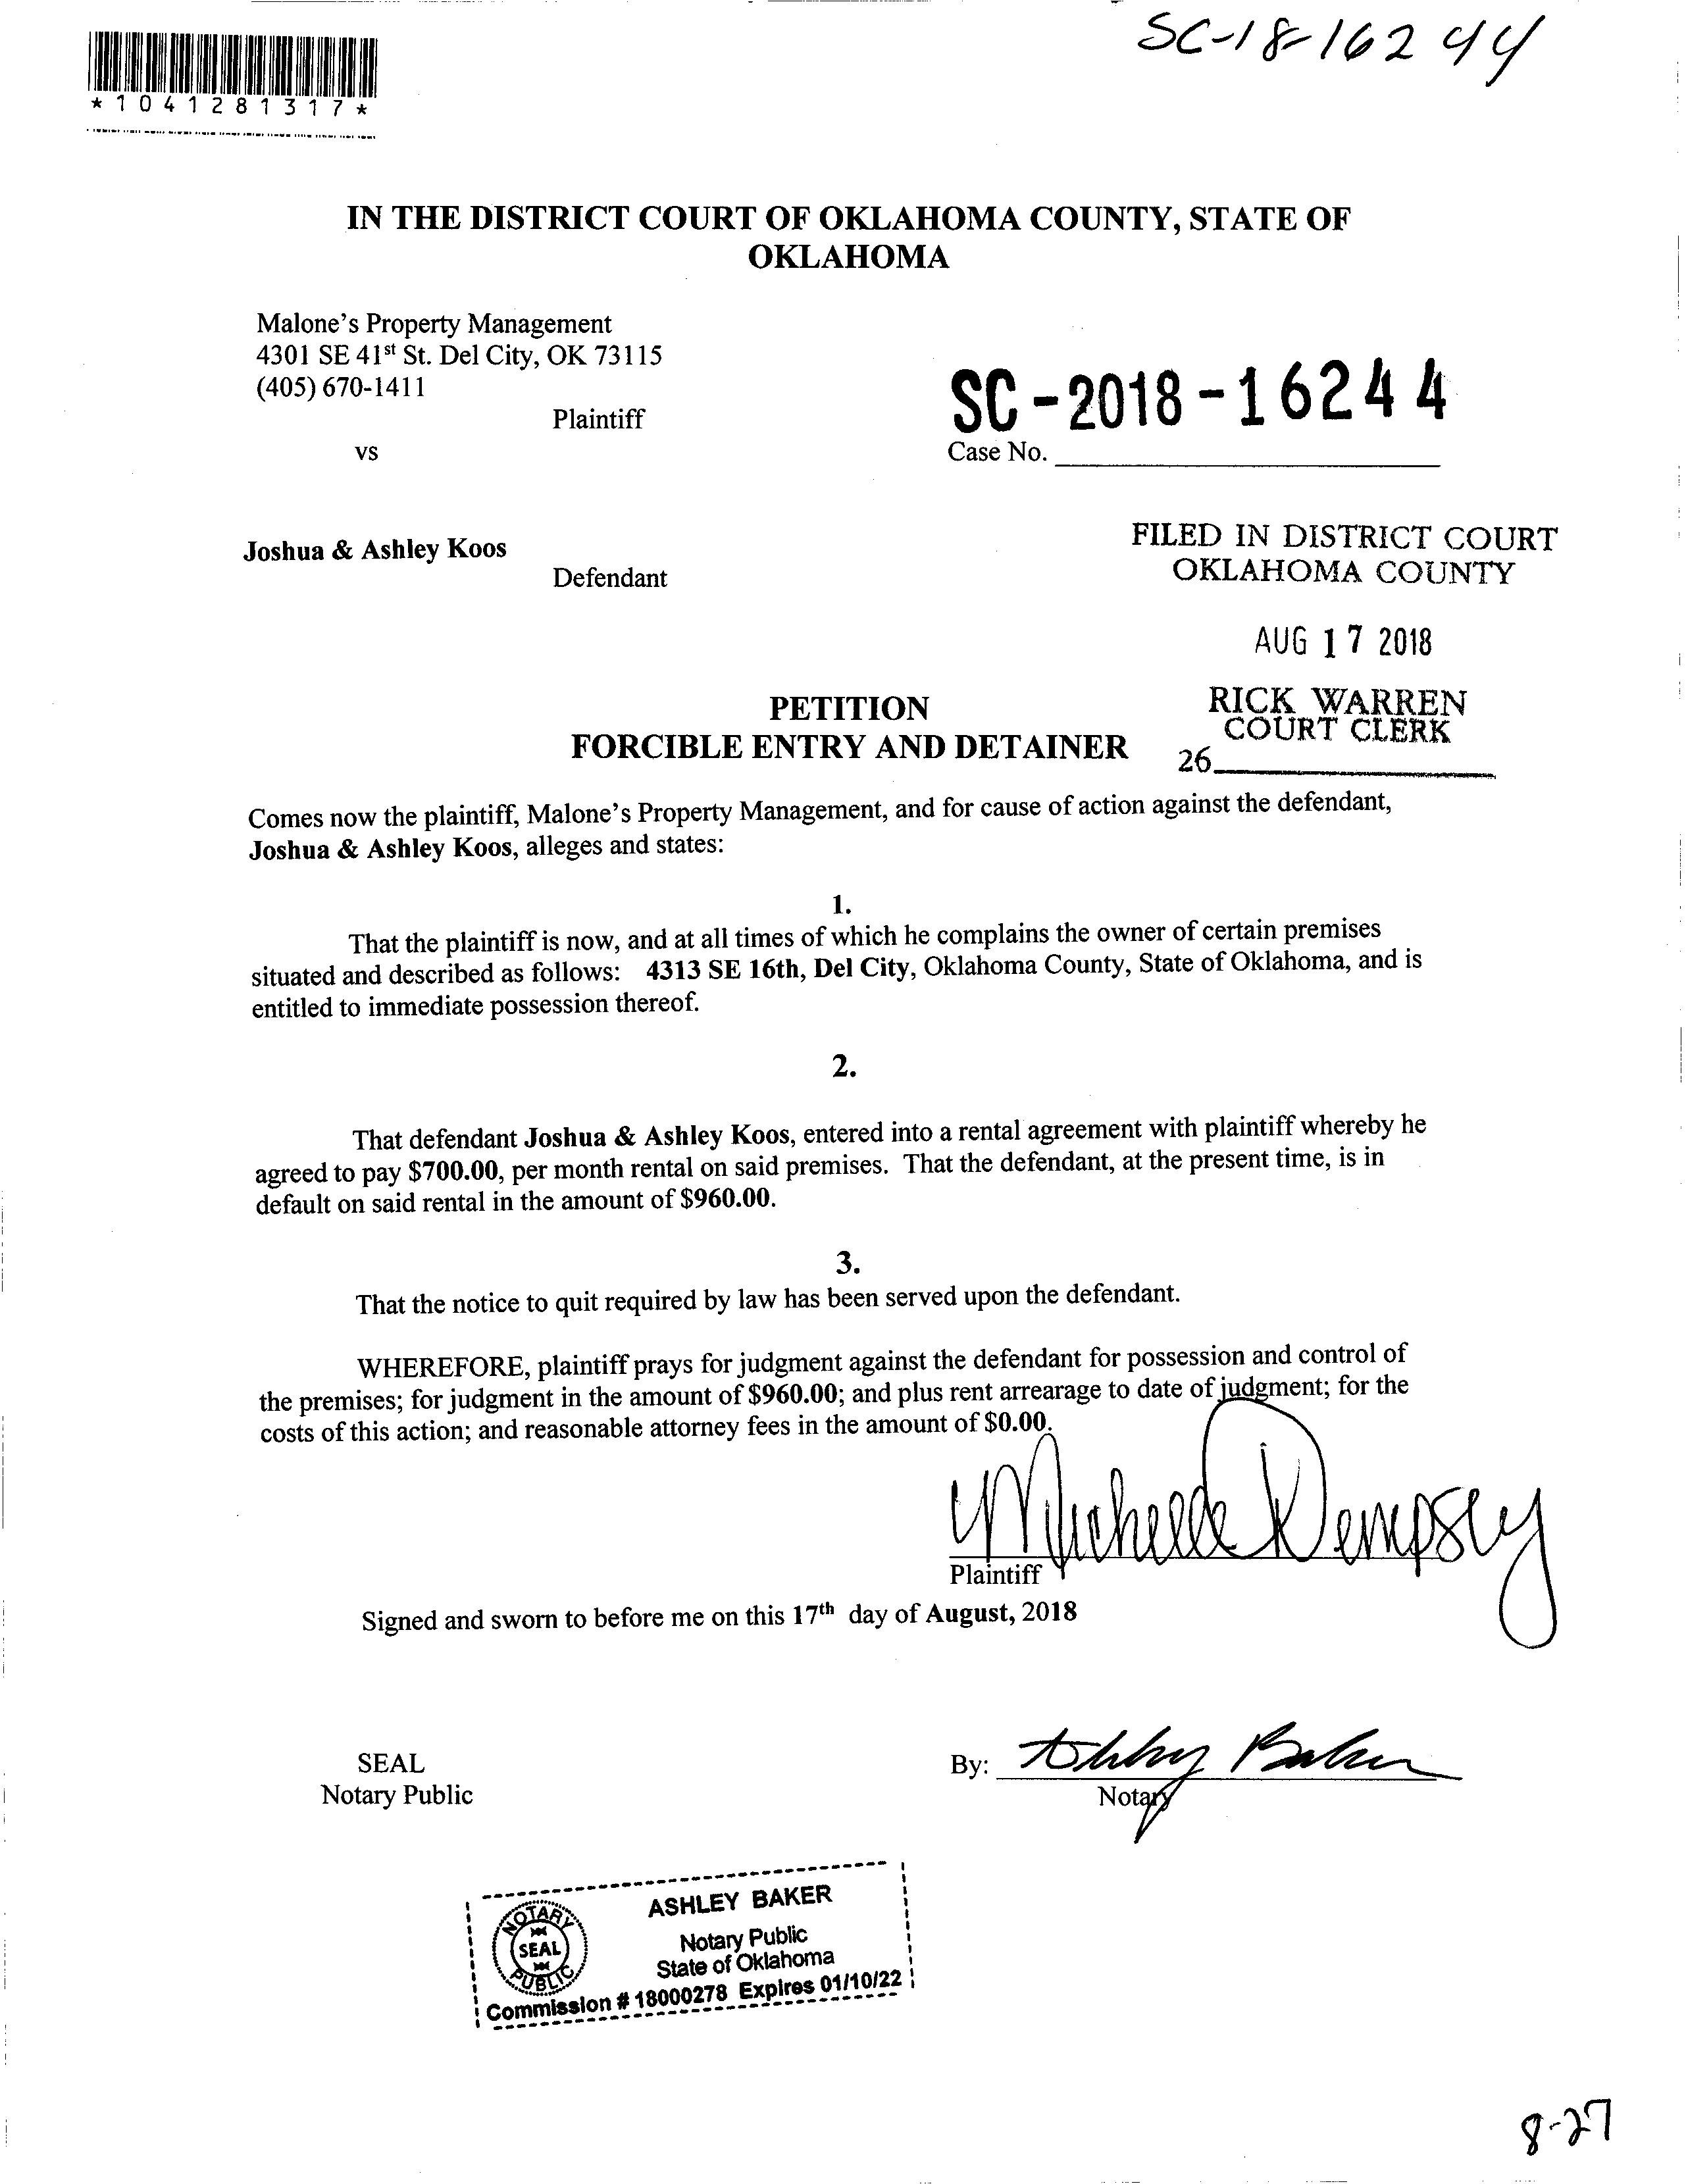 SC-18-16244
*1041281317*
IN THE DISTRICT COURT OF OKLAHOMA COUNTY, STATE OF
OKLAHOMA
Malone's Property Management
4301 SE 41st St. Del City, OK 73115
(405) 670-1411
Plaintiff
vs
SC-2018-16244
Case No.
Joshua & Ashley Koos
Defendant
FILED IN DISTRICT COURT
OKLAHOMA COUNTY
AUG 17 2018
RICK WARREN
COURT CLERK
26
PETITION
FORCIBLE ENTRY AND DETAINER
Comes now the plaintiff, Malone's Property Management, and for cause of action against the defendant,
Joshua & Ashley Koos, alleges and states:
1.
That the plaintiff is now, and at all times of which he complains the owner of certain premises
situated and described as follows: 4313 SE 16th, Del City, Oklahoma County, State of Oklahoma, and is
entitled to immediate possession thereof.
2.
That defendant Joshua & Ashley Koos, entered into a rental agreement with plaintiff whereby he
agreed to pay $700.00, per month rental on said premises. That the defendant, at the present time, is in
default on said rental in the amount of $960.00.
3.
That the notice to quit required by law has been served upon the defendant.
WHEREFORE, plaintiff prays for judgment against the defendant for possession and control of
the premises; for judgment in the amount of $960.00; and plus rent arrearage to date of judgment; for the
costs of this action; and reasonable attorney fees in the amount of $0.00.
Michelle Dempsey
Plaintiff
Signed and sworn to before me on this 17th day of August, 2018
SEAL
Notary Public
By: Ashley Baker
Notary
NOTARY
SEAL
PUBLIC
ASHLEY BAKER
Notary Public
State of Oklahoma
Commission # 18000278 Expires 01/10/22
8-27